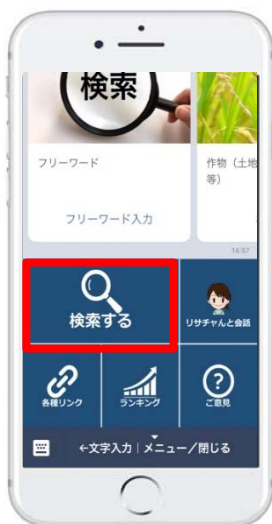 検索
フリーワード
作物（土地
等）
フリーワード入力
14:57
検索する
リサチャんと会話
各種リンク
ランキング
ご意見
←文字入力｜メニュー／閉じる